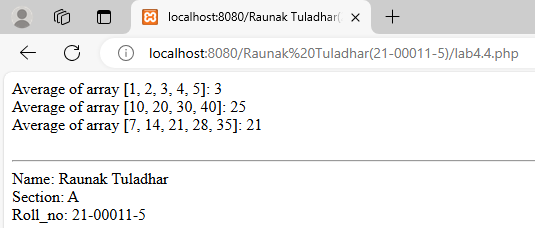 localhost:8080/Raunak Tuladhar(
localhost:8080/Raunak%20Tuladhar(21-00011-5)/lab4.4.php
Average of array [1, 2, 3, 4, 5]: 3
Average of array [10, 20, 30, 40]: 25
Average of array [7, 14, 21, 28, 35]: 21
Name: Raunak Tuladhar
Section: A
Roll_no: 21-00011-5